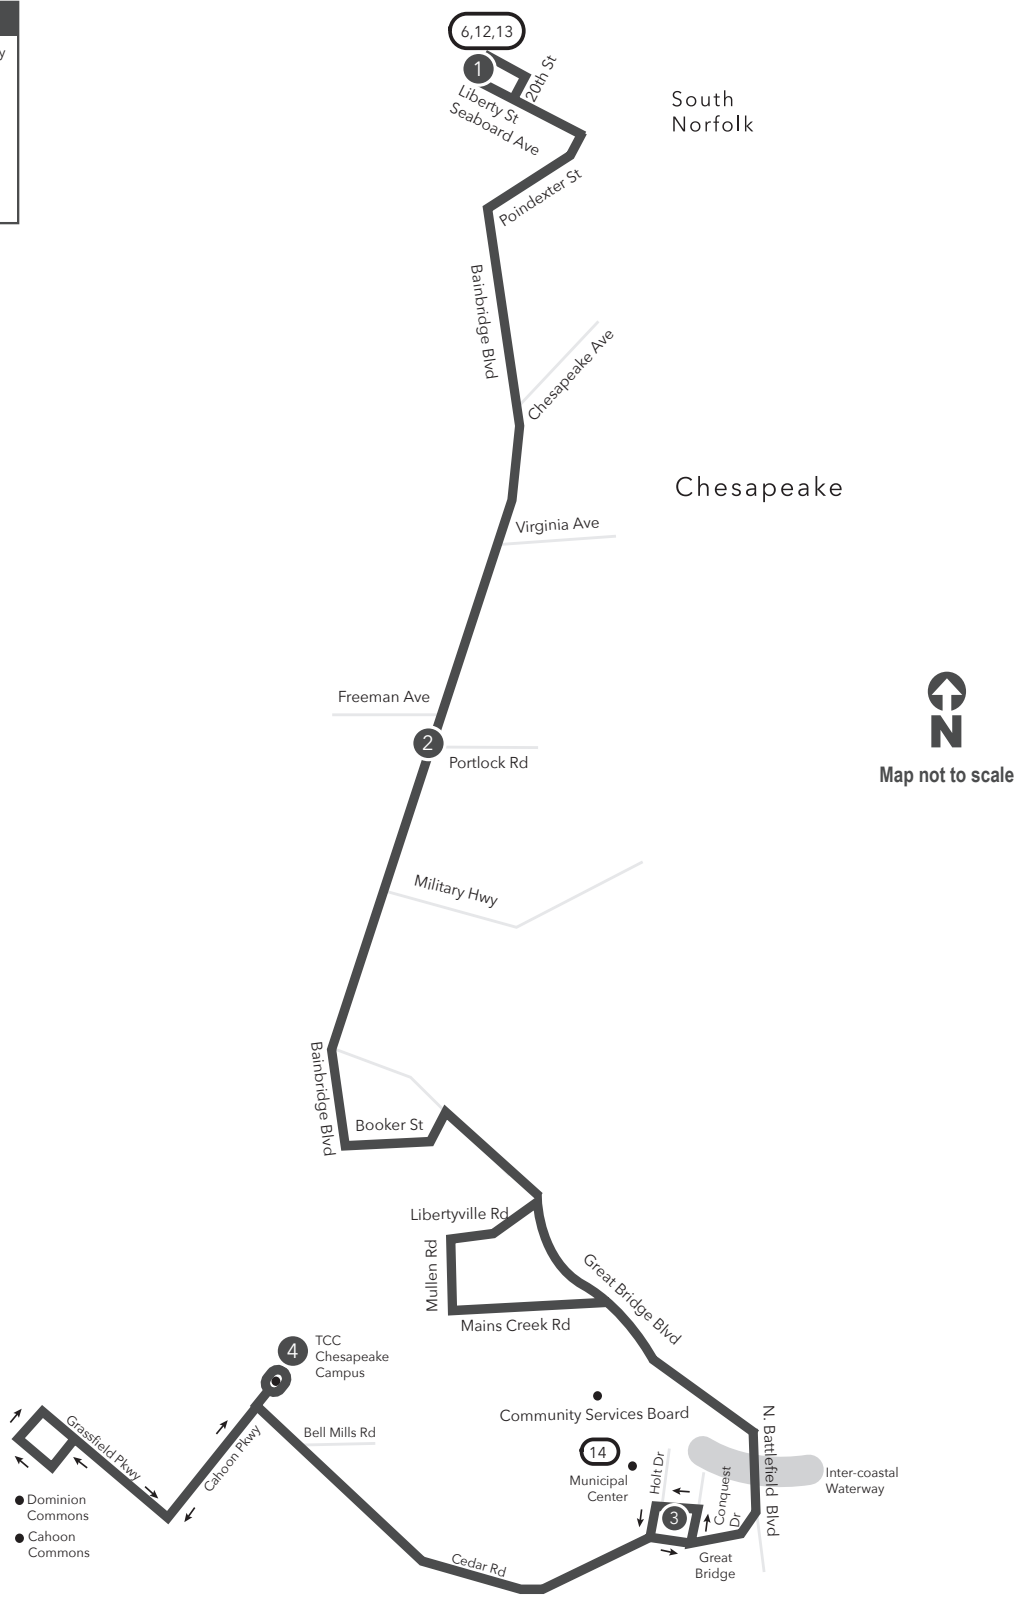 y
6,12,13
1
20th St
Liberty St
Seaboard Ave
South
Norfolk
Poindexter St
Bainbridge Blvd
Chesapeake Ave
Chesapeake
Virginia Ave
Freeman Ave
2
Portlock Rd
N
Map not to scale
Military Hwy
Bainbridge Blvd
Booker St
Libertyville Rd
Mullen Rd
Great Bridge Blvd
Mains Creek Rd
4
TCC
Chesapeake
Campus
Community Services Board
N. Battlefield Blvd
Grassfield Pkwy
Cahoon Pkwy
Bell Mills Rd
14
Municipal
Center
Holt Dr
Conquest
Dr
Inter-coastal
Waterway
3
Dominion
Commons
Cahoon
Commons
Cedar Rd
Great
Bridge